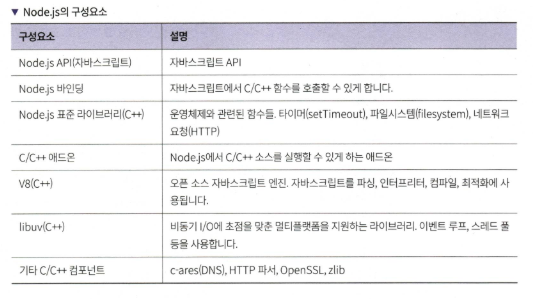 ▼ Node.js의 구성요소
구성요소 설명
Node.js API(자바스크립트) 자바스크립트 API
Node.js 바인딩 자바스크립트에서 C/C++ 함수를 호출할 수 있게 합니다.
Node.js 표준 라이브러리(C++) 운영체제와 관련된 함수들. 타이머(setTimeout), 파일시스템(filesystem), 네트워크
요청(HTTP)
C/C++ 애드온 Node.js에서 C/C++ 소스를 실행할 수 있게 하는 애드온
V8(C++) 오픈 소스 자바스크립트 엔진. 자바스크립트를 파싱, 인터프리터, 컴파일, 최적화에 사
용됩니다.
libuv(C++) 비동기 I/O에 초점을 맞춘 멀티플랫폼을 지원하는 라이브러리. 이벤트 루프, 스레드 풀
등을 사용합니다.
기타 C/C++ 컴포넌트 c-ares(DNS), HTTP 파서, OpenSSL, zlib